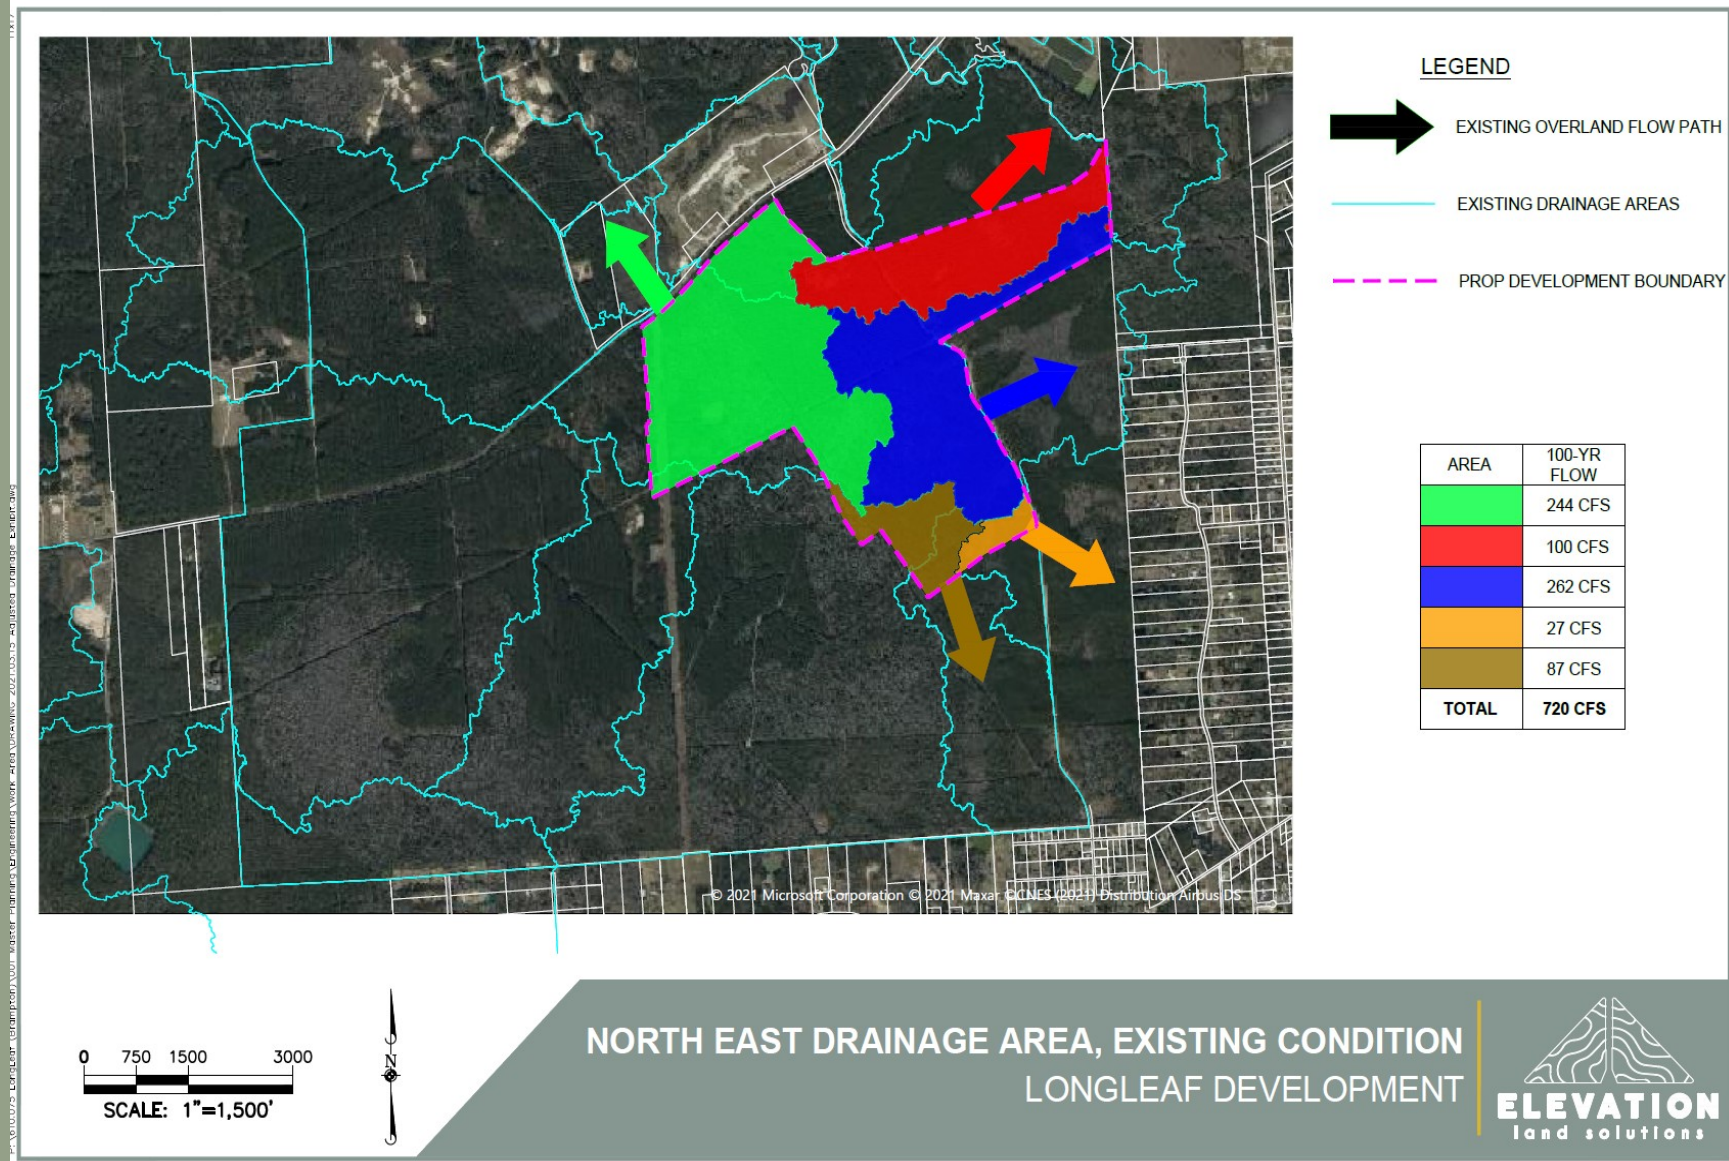 LEGEND
EXISTING OVERLAND FLOW PATH
EXISTING DRAINAGE AREAS
PROP DEVELOPMENT BOUNDARY
AREA 100-YR FLOW
244 CFS
100 CFS
262 CFS
27 CFS
87 CFS
TOTAL 720 CFS
© 2021 Microsoft Corporation © 2021 Maxar ©CNES (2021) Distribution Airbus DS
0 750 1500 3000
SCALE: 1"=1,500'
N
NORTH EAST DRAINAGE AREA, EXISTING CONDITION
LONGLEAF DEVELOPMENT
ELEVATION
land solutions